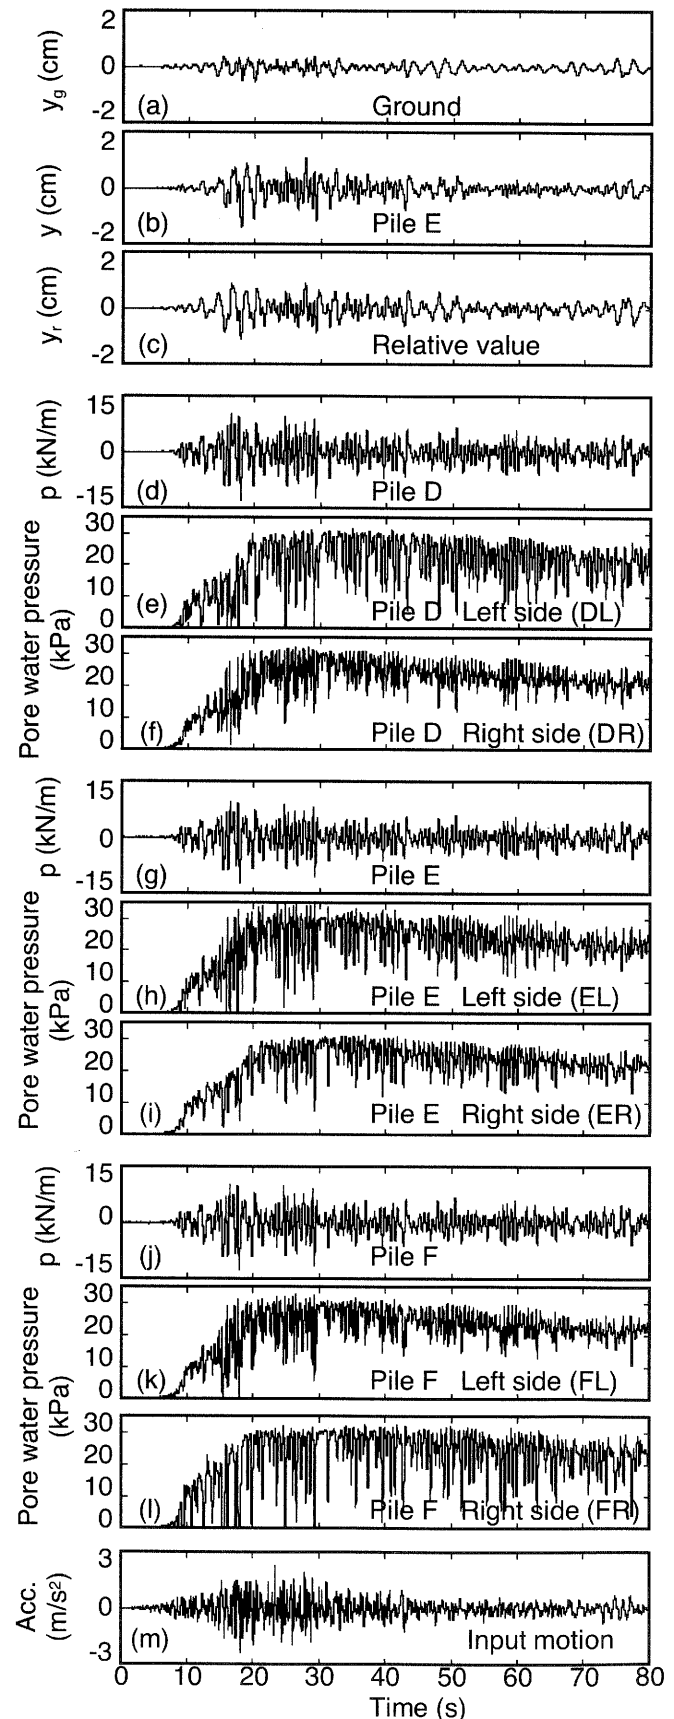 2
0
-2
y_g (cm)
(a)
Ground
2
0
-2
y (cm)
(b)
Pile E
2
0
-2
y_r (cm)
(c)
Relative value
15
0
-15
p (kN/m)
(d)
Pile D
30
20
10
0
Pore water pressure
(kPa)
(e)
Pile D Left side (DL)
30
20
10
0
(f)
Pile D Right side (DR)
15
0
-15
p (kN/m)
(g)
Pile E
30
20
10
0
Pore water pressure
(kPa)
(h)
Pile E Left side (EL)
30
20
10
0
(i)
Pile E Right side (ER)
15
0
-15
p (kN/m)
(j)
Pile F
30
20
10
0
Pore water pressure
(kPa)
(k)
Pile F Left side (FL)
30
20
10
0
(l)
Pile F Right side (FR)
3
0
-3
Acc.
(m/s²)
(m)
Input motion
0 10 20 30 40 50 60 70 80
Time (s)